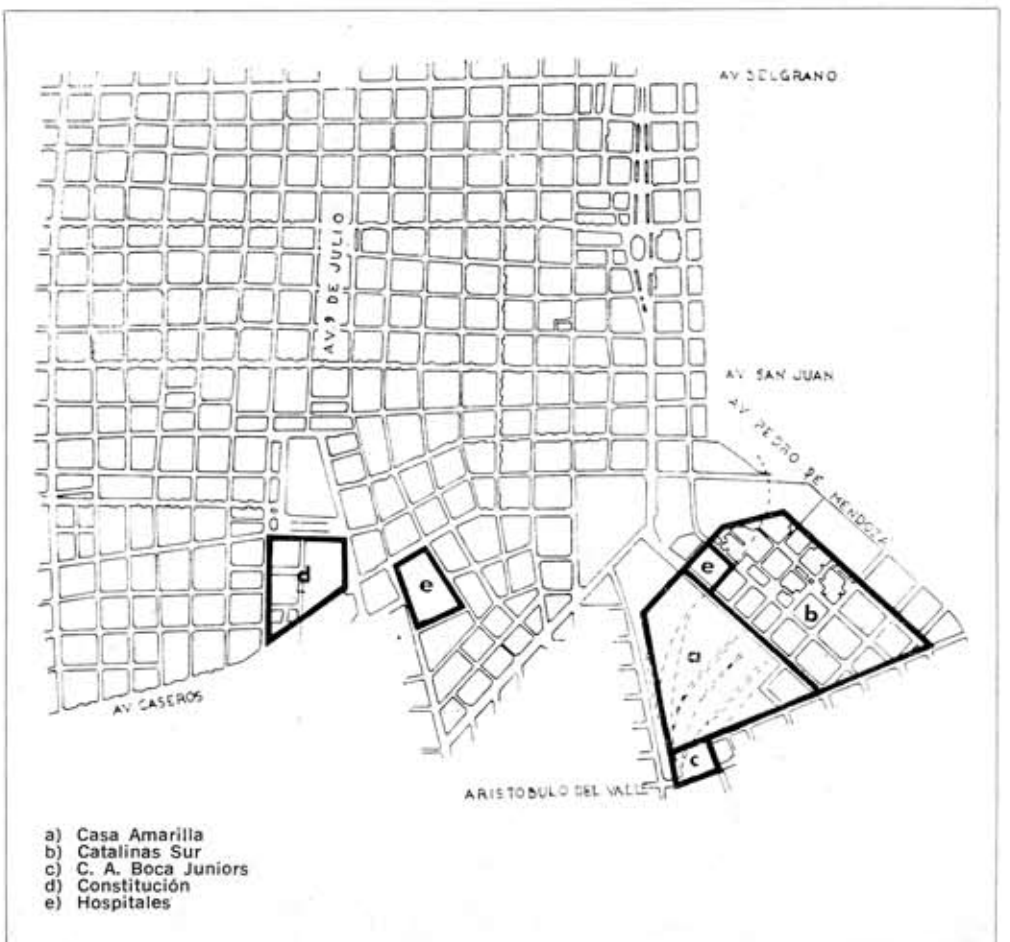 AV. BELGRANO
AV. 9 DE JULIO
AV. SAN JUAN
AV. PEDRO DE MENDOZA
e
d
e
b
a
AV. CASEROS
c
ARISTOBULO DEL VALLE
a) Casa Amarilla
b) Catalinas Sur
c) C. A. Boca Juniors
d) Constitución
e) Hospitales